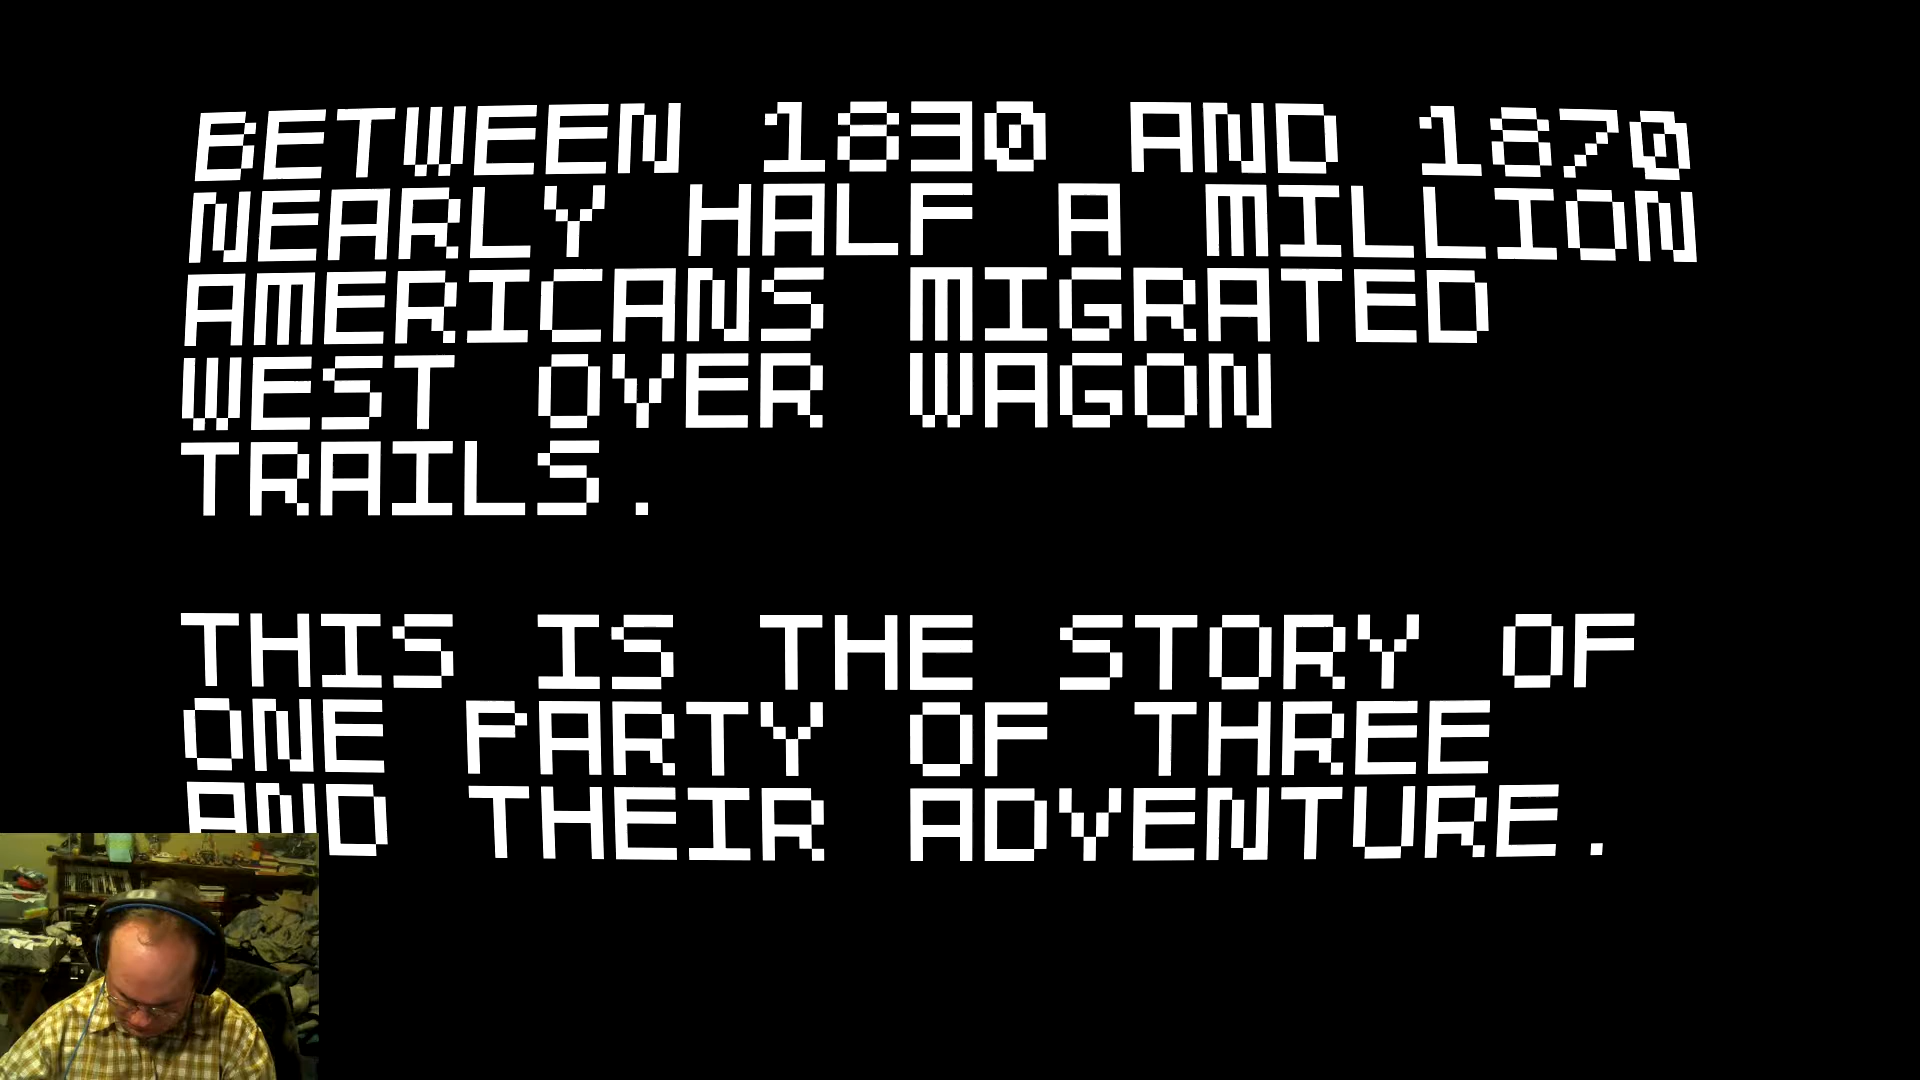 BETWEEN 1830 AND 1870
NEARLY HALF A MILLION
AMERICANS MIGRATED
WEST OVER WAGON
TRAILS.
THIS IS THE STORY OF
ONE PARTY OF THREE
AND THEIR ADVENTURE.